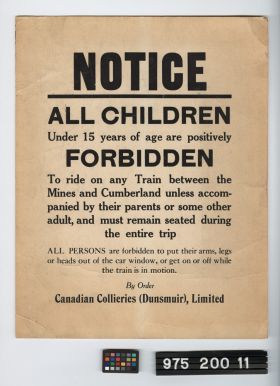 NOTICE
ALL CHILDREN
Under 15 years of age are positively
FORBIDDEN
To ride on any Train between the
Mines and Cumberland unless accom-
panied by their parents or some other
adult, and must remain seated during
the entire trip
ALL PERSONS are forbidden to put their arms, legs
or heads out of the car window, or get on or off while
the train is in motion.
By Order
Canadian Collieries (Dunsmuir), Limited
975 200 11